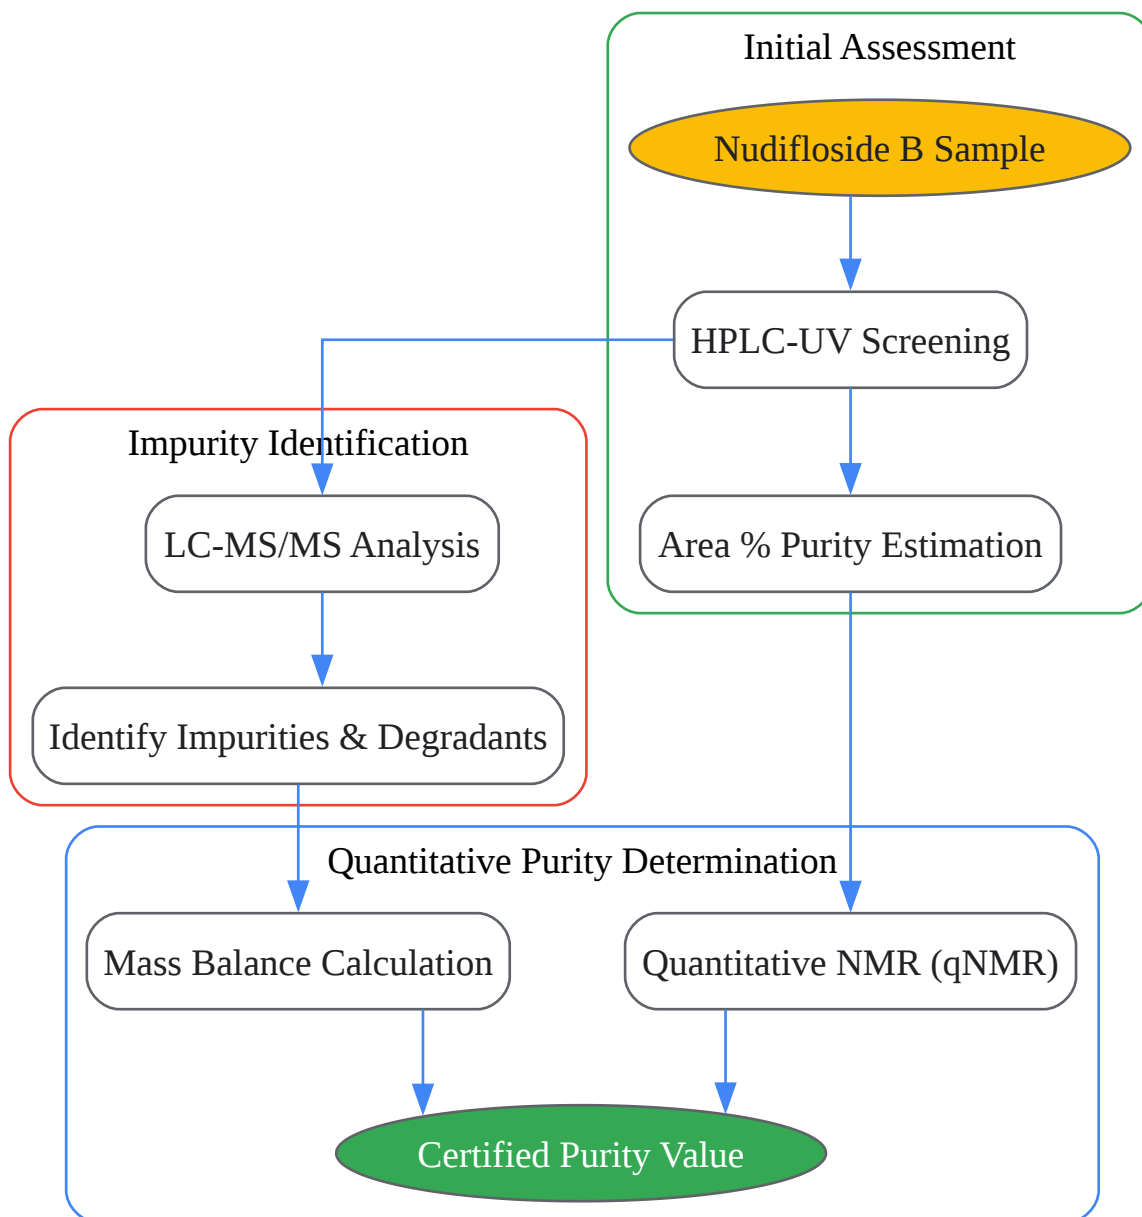 Initial Assessment
Nudifloside B Sample
HPLC-UV Screening
Impurity Identification
LC-MS/MS Analysis
Area % Purity Estimation
Identify Impurities & Degradants
Quantitative Purity Determination
Mass Balance Calculation
Quantitative NMR (qNMR)
Certified Purity Value